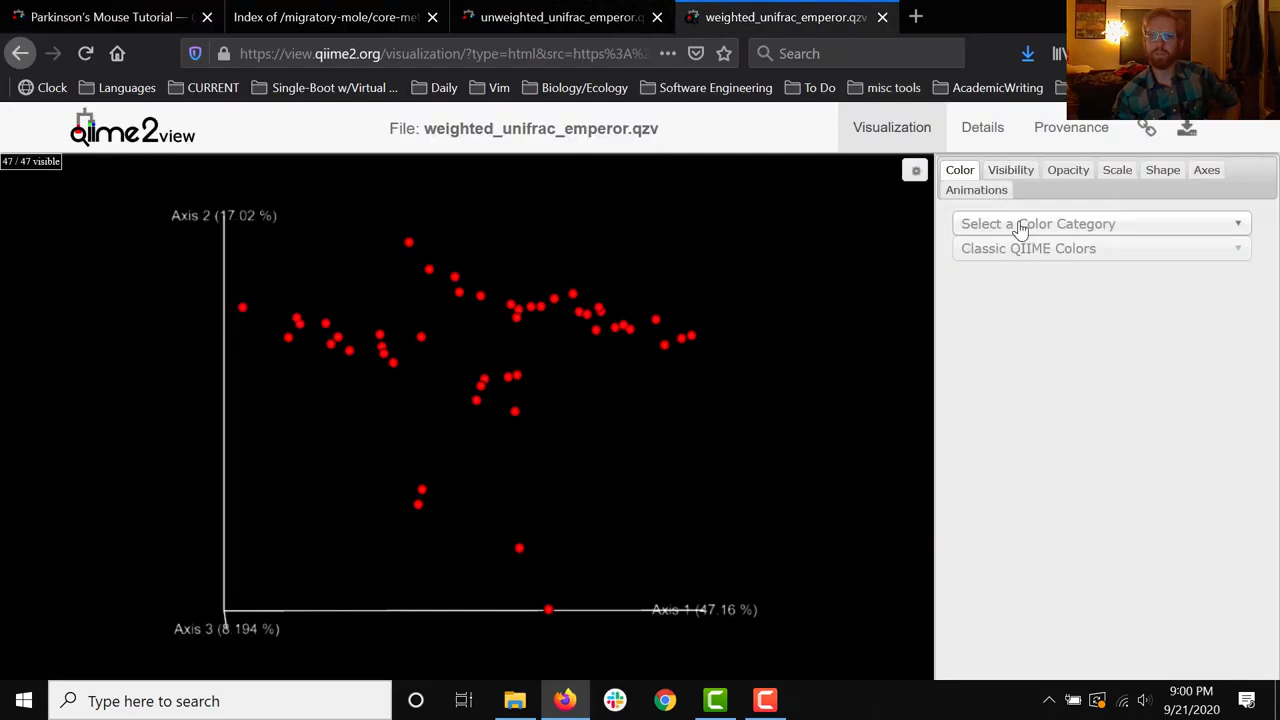 Parkinson's Mouse Tutorial —
Index of /migratory-mole/core-met
unweighted_unifrac_emperor.q
weighted_unifrac_emperor.qzv
https://view.qiime2.org/visualization/?type=html&src=https%3A%
Search
Clock
Languages
CURRENT
Single-Boot w/Virtual ...
Daily
Vim
Biology/Ecology
Software Engineering
To Do
misc tools
AcademicWriting
qiime2view
File: weighted_unifrac_emperor.qzv
Visualization
Details
Provenance
47 / 47 visible
Color
Visibility
Opacity
Scale
Shape
Axes
Animations
Select a Color Category
Classic QIIME Colors
Axis 2 (17.02 %)
Axis 1 (47.16 %)
Axis 3 (8.194 %)
Type here to search
9:00 PM
9/21/2020